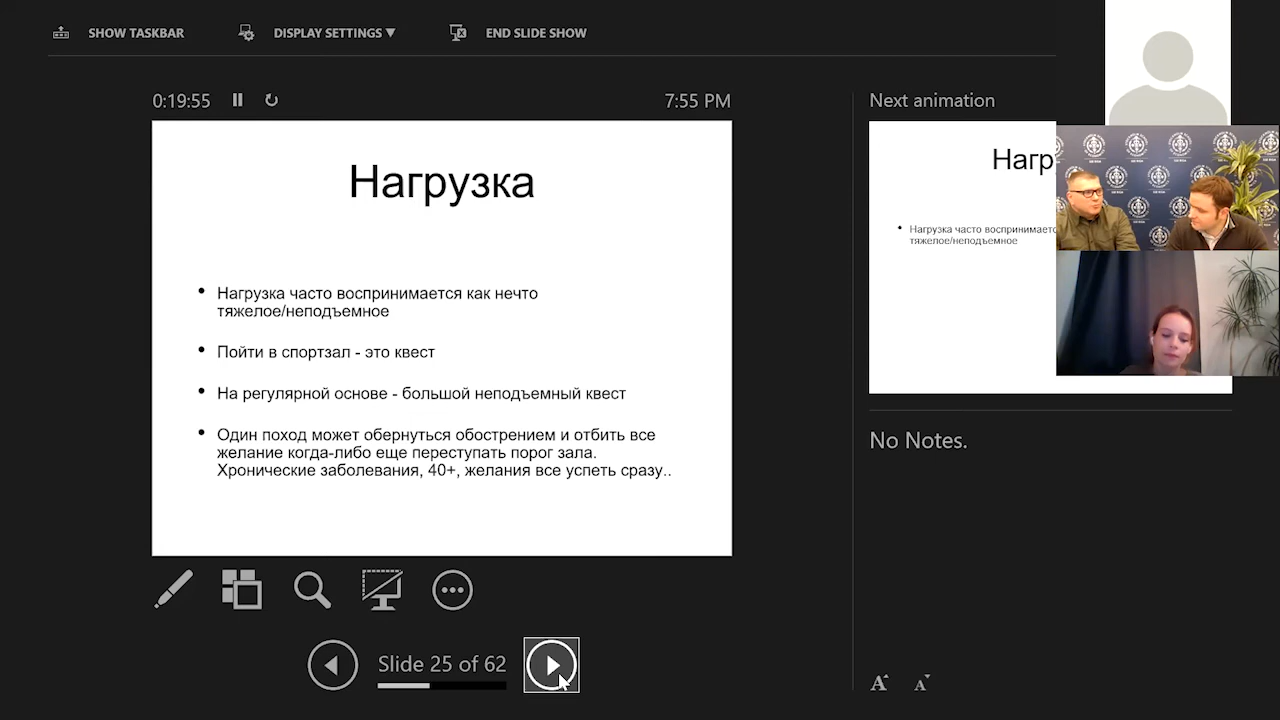 SHOW TASKBAR
DISPLAY SETTINGS ▼
END SLIDE SHOW
0:19:55
7:55 PM
Нагрузка
• Нагрузка часто воспринимается как нечто
тяжелое/неподъемное
• Пойти в спортзал - это квест
• На регулярной основе - большой неподъемный квест
• Один поход может обернуться обострением и отбить все
желание когда-либо еще переступать порог зала.
Хронические заболевания, 40+, желания все успеть сразу..
Slide 25 of 62
Next animation
Нагр
• Нагрузка часто воспринимаетс
тяжелое/неподъемное
No Notes.
A A